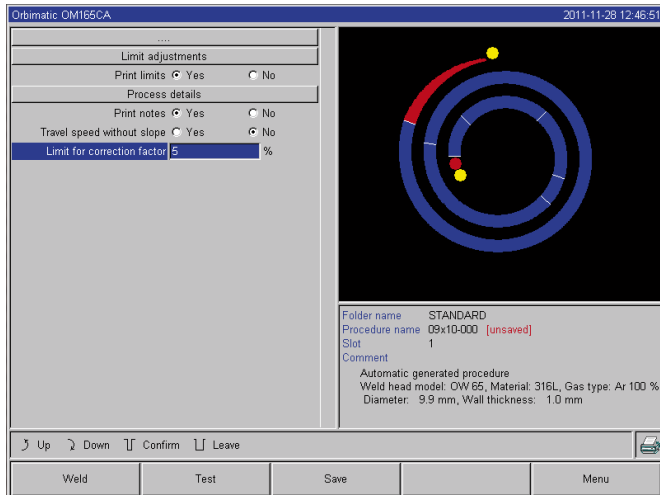 Orbimatic OM165CA 2011-11-28 12:46:51
....
Limit adjustments
Print limits Yes No
Process details
Print notes Yes No
Travel speed without slope Yes No
Limit for correction factor 5 %
Folder name STANDARD
Procedure name 09x10-000 [unsaved]
Slot 1
Comment
Automatic generated procedure
Weld head model: OW 65, Material: 316L, Gas type: Ar 100 %
Diameter: 9.9 mm, Wall thickness: 1.0 mm
Up Down Confirm Leave
Weld Test Save Menu